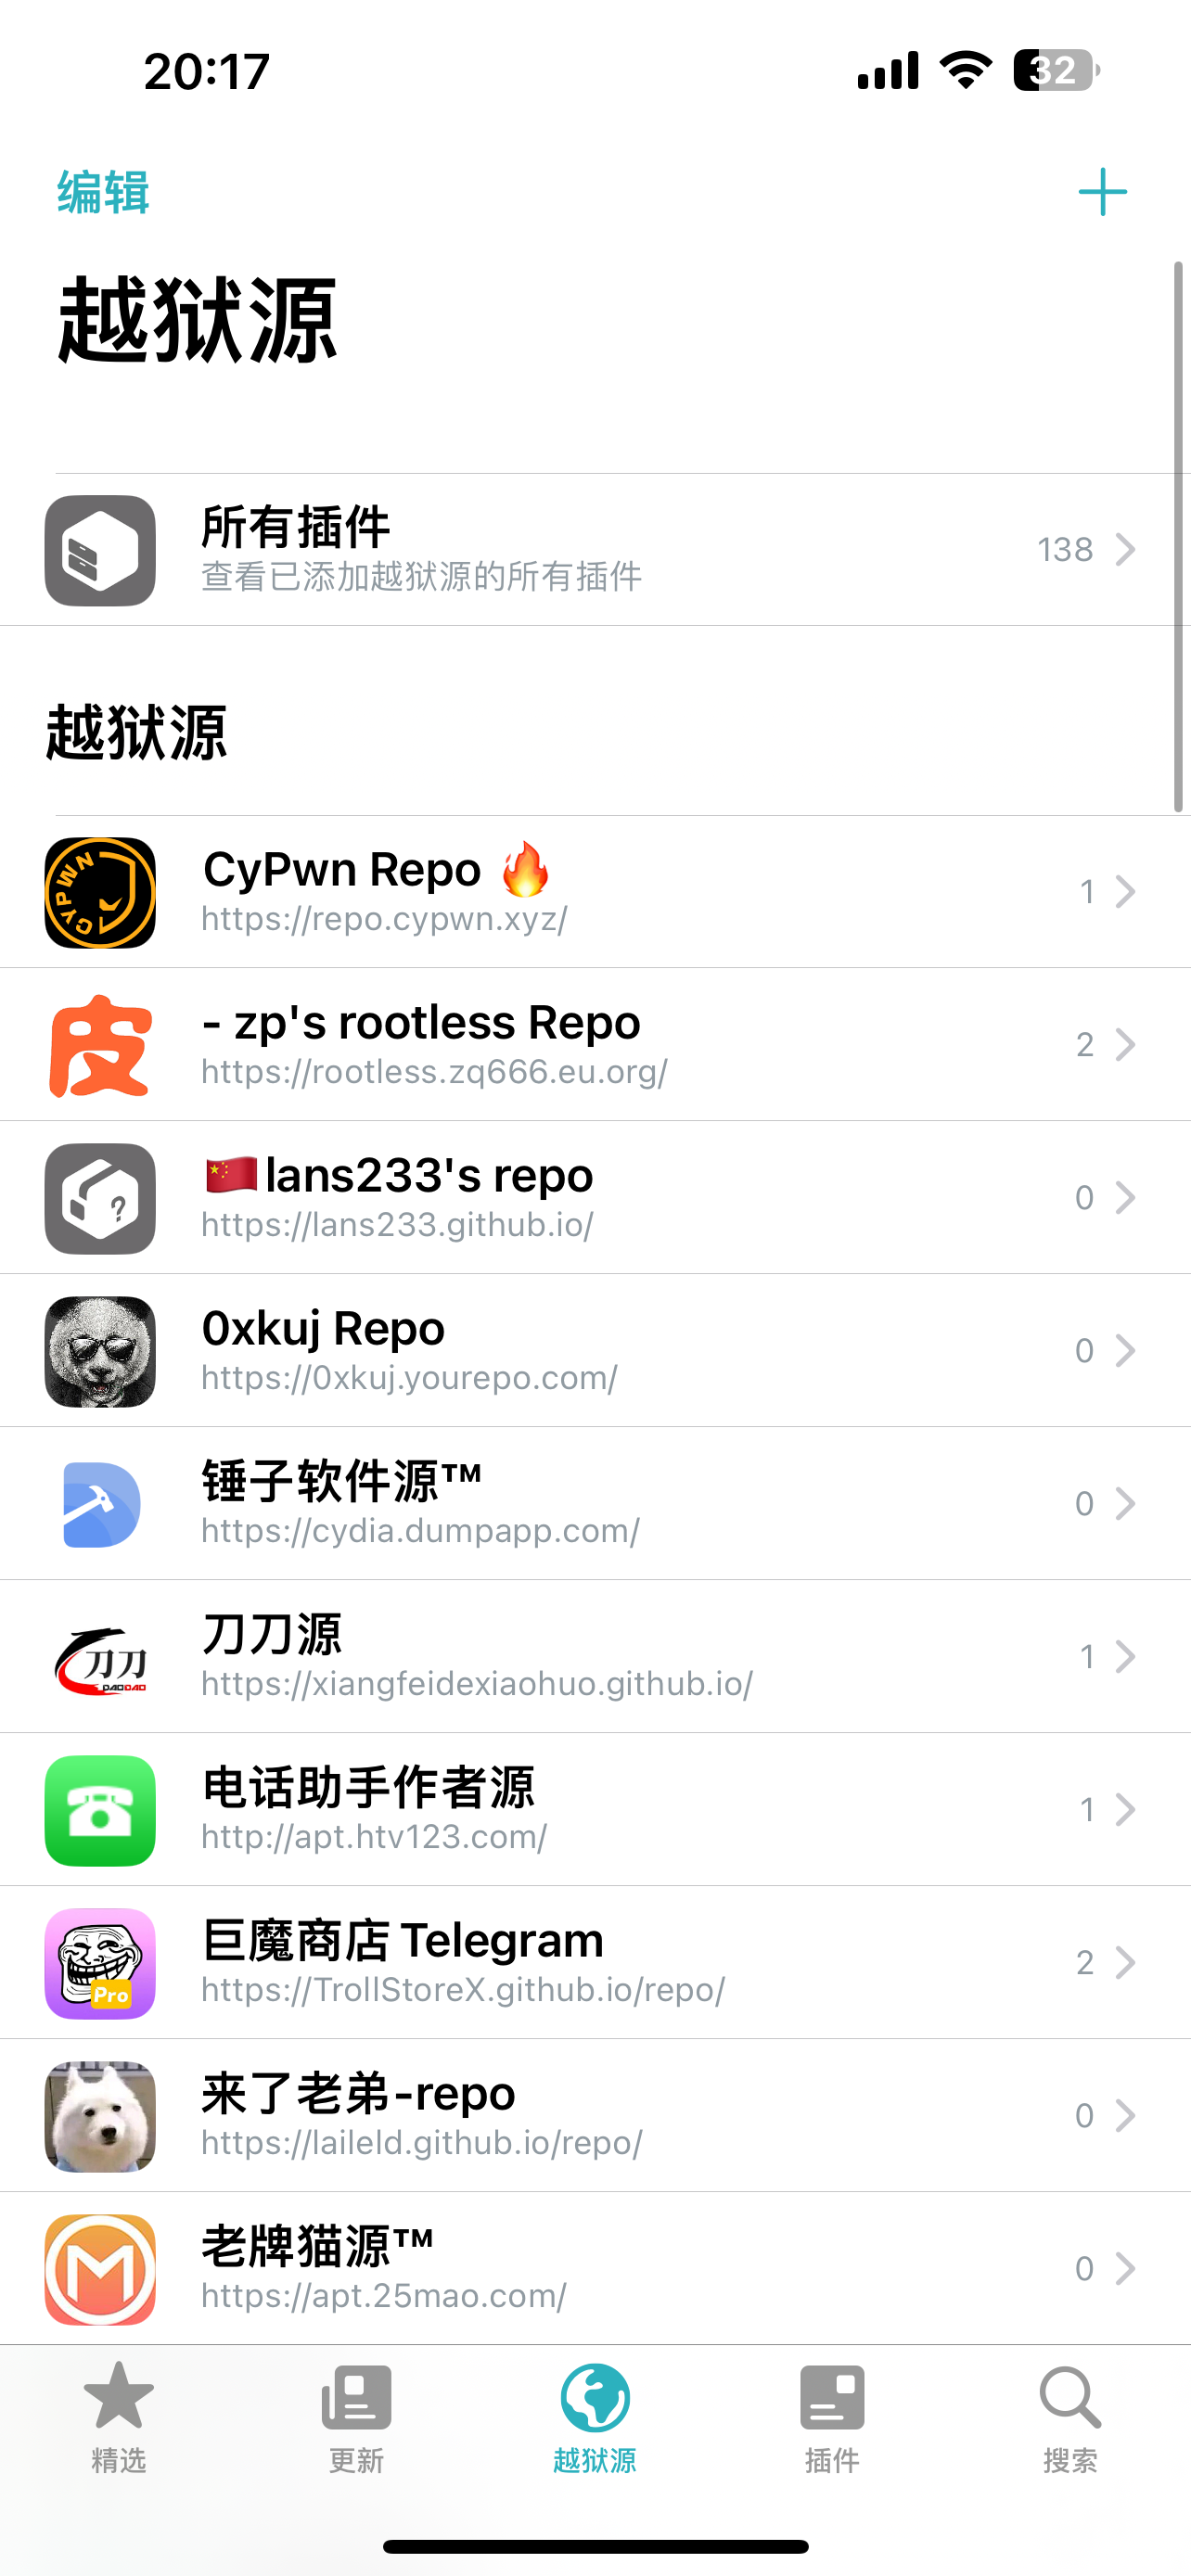 20:17
32
编辑
越狱源
所有插件
查看已添加越狱源的所有插件
138
越狱源
CYPWN
CyPwn Repo 🔥
https://repo.cypwn.xyz/
1
皮
- zp's rootless Repo
https://rootless.zq666.eu.org/
2
?
🇨🇳lans233's repo
https://lans233.github.io/
0
0xkuj Repo
https://0xkuj.yourepo.com/
0
锤子软件源™
https://cydia.dumpapp.com/
0
刀刀
DAODAO
刀刀源
https://xiangfeidexiaohuo.github.io/
1
电话助手作者源
http://apt.htv123.com/
1
Pro
巨魔商店 Telegram
https://TrollStoreX.github.io/repo/
2
来了老弟-repo
https://laileld.github.io/repo/
0
M
老牌猫源™
https://apt.25mao.com/
0
精选
更新
越狱源
插件
搜索